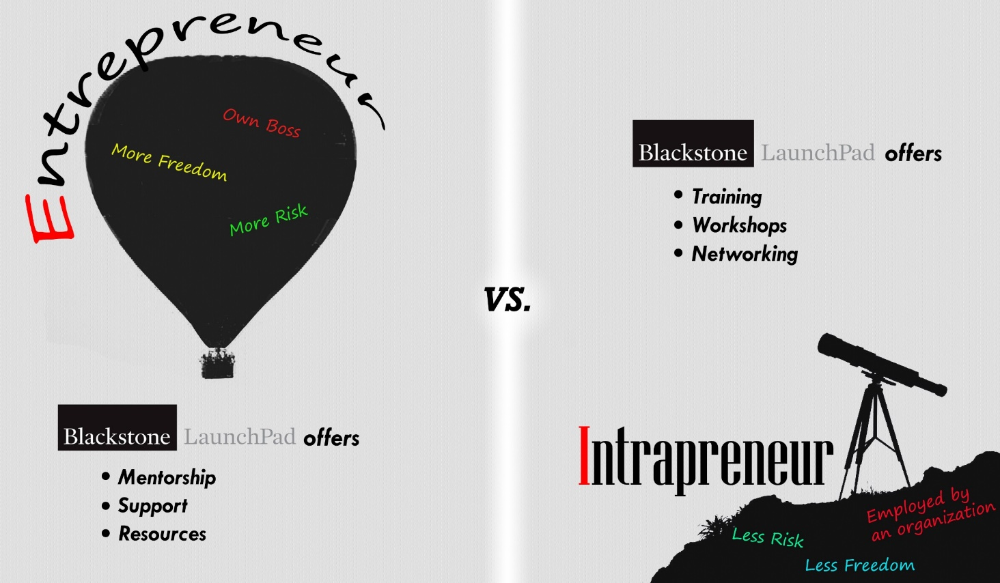 Entrepreneur
Own Boss
More Freedom
More Risk
Blackstone LaunchPad offers
• Mentorship
• Support
• Resources
VS.
Blackstone LaunchPad offers
• Training
• Workshops
• Networking
Intrapreneur
Employed by
an organization
Less Risk
Less Freedom